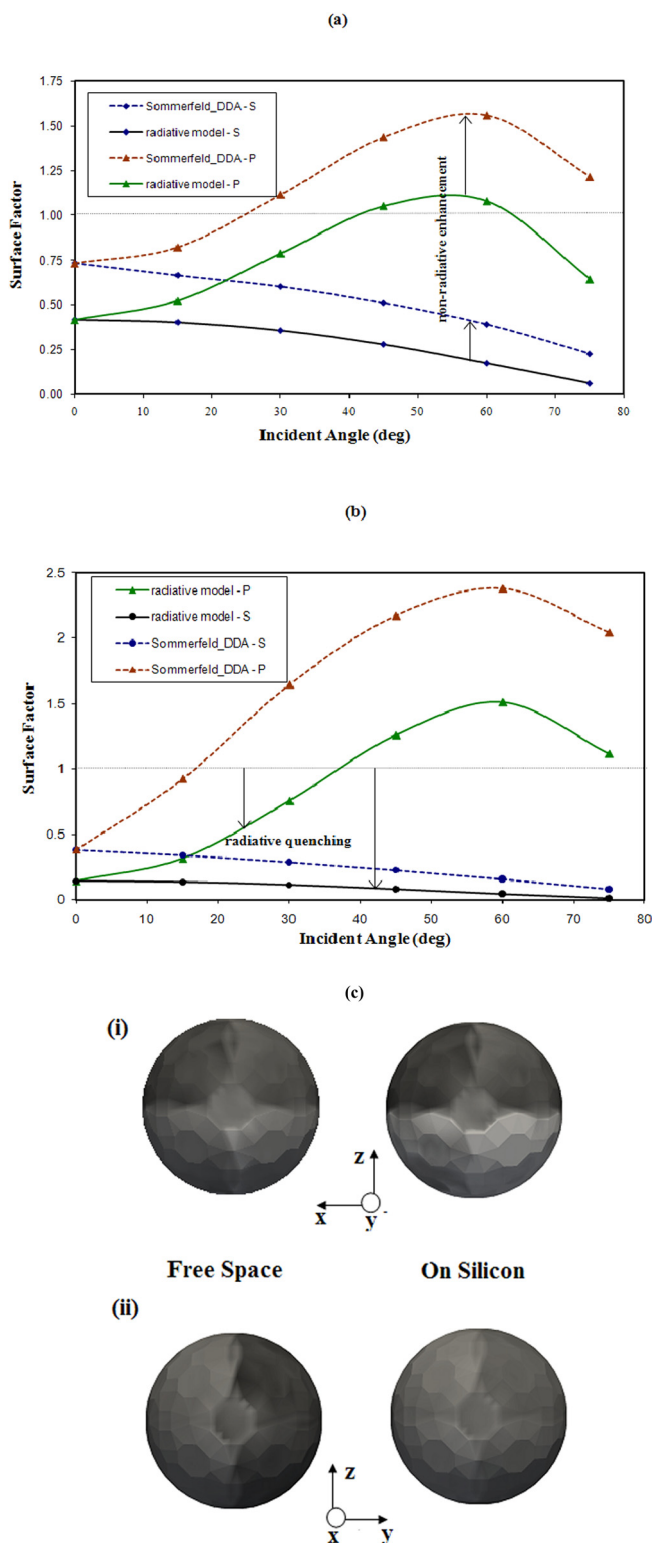 (a)
1.75
1.50
1.25
1.00
0.75
0.50
0.25
0.00
Surface Factor
Sommerfeld_DDA - S
radiative model - S
Sommerfeld_DDA - P
radiative model - P
non-radiative enhancement
0 10 20 30 40 50 60 70 80
Incident Angle (deg)
(b)
2.5
2
1.5
1
0.5
0
Surface Factor
radiative model - P
radiative model - S
Sommerfeld_DDA - S
Sommerfeld_DDA - P
radiative quenching
0 10 20 30 40 50 60 70 80
Incident Angle (deg)
(c)
(i)
z
x y
Free Space On Silicon
(ii)
z
x y